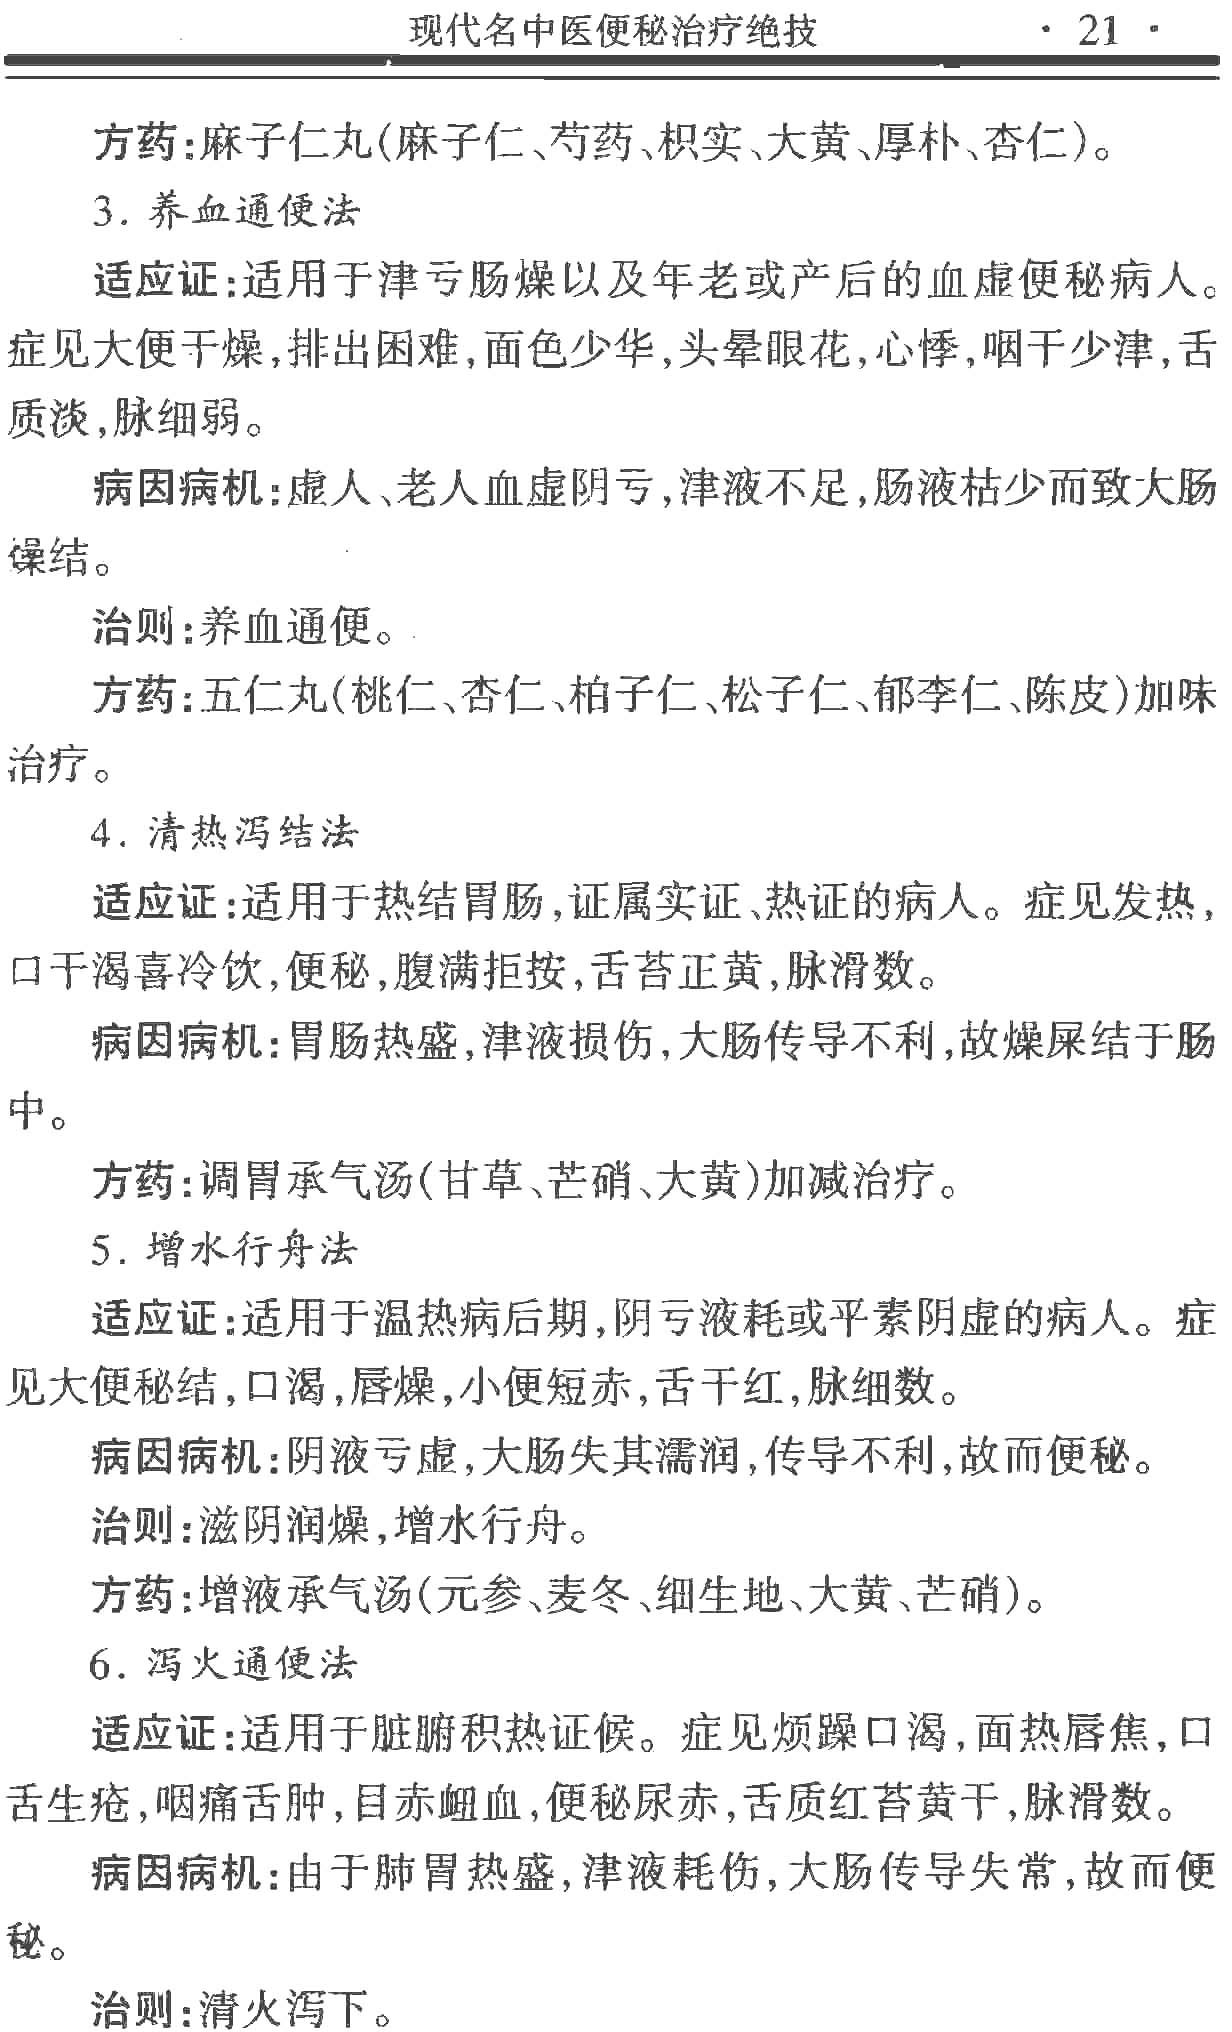 现代名中医便秘治疗绝技 · 21 ·
方药:麻子仁丸(麻子仁、芍药、枳实、大黄、厚朴、杏仁)。
3. 养血通便法
适应证:适用于津亏肠燥以及年老或产后的血虚便秘病人。
症见大便干燥,排出困难,面色少华,头晕眼花,心悸,咽干少津,舌
质淡,脉细弱。
病因病机:虚人、老人血虚阴亏,津液不足,肠液枯少而致大肠
燥结。
治则:养血通便。
方药:五仁丸(桃仁、杏仁、柏子仁、松子仁、郁李仁、陈皮)加味
治疗。
4. 清热泻结法
适应证:适用于热结胃肠,证属实证、热证的病人。症见发热,
口干渴喜冷饮,便秘,腹满拒按,舌苔正黄,脉滑数。
病因病机:胃肠热盛,津液损伤,大肠传导不利,故燥屎结于肠
中。
方药:调胃承气汤(甘草、芒硝、大黄)加减治疗。
5. 增水行舟法
适应证:适用于温热病后期,阴亏液耗或平素阴虚的病人。症
见大便秘结,口渴,唇燥,小便短赤,舌干红,脉细数。
病因病机:阴液亏虚,大肠失其濡润,传导不利,故而便秘。
治则:滋阴润燥,增水行舟。
方药:增液承气汤(元参、麦冬、细生地、大黄、芒硝)。
6. 泻火通便法
适应证:适用于脏腑积热证候。症见烦躁口渴,面热唇焦,口
舌生疮,咽痛舌肿,目赤衄血,便秘尿赤,舌质红苔黄干,脉滑数。
病因病机:由于肺胃热盛,津液耗伤,大肠传导失常,故而便
秘。
治则:清火泻下。